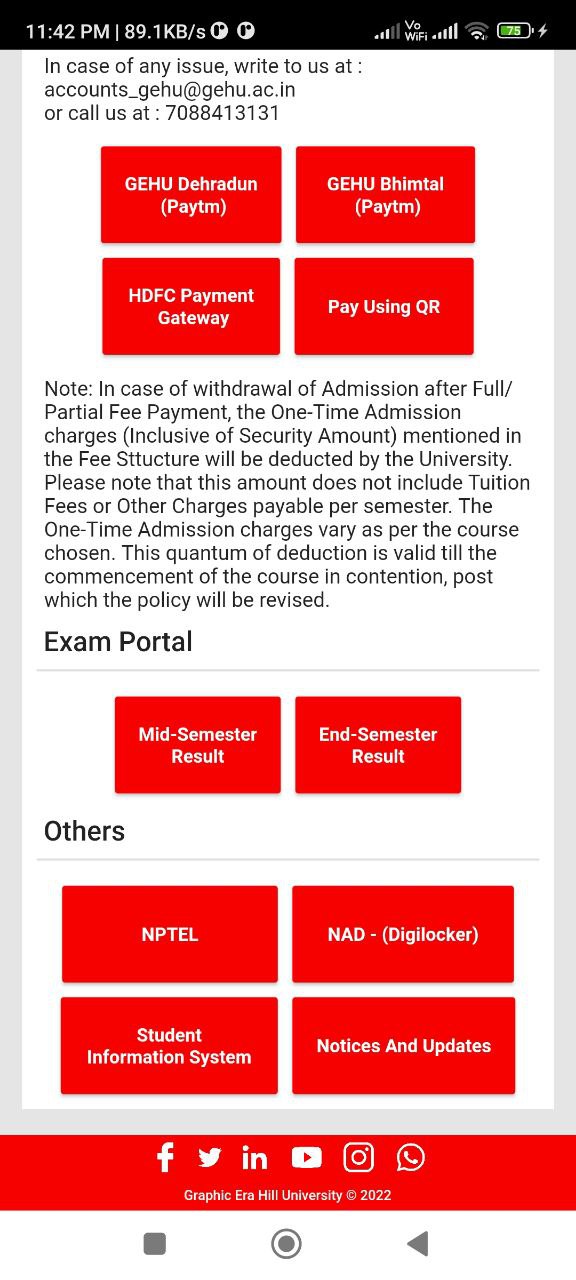 11:42 PM | 89.1KB/s
Vo
WiFi
75
In case of any issue, write to us at :
accounts_gehu@gehu.ac.in
or call us at : 7088413131
GEHU Dehradun
(Paytm)
GEHU Bhimtal
(Paytm)
HDFC Payment
Gateway
Pay Using QR
Note: In case of withdrawal of Admission after Full/
Partial Fee Payment, the One-Time Admission
charges (Inclusive of Security Amount) mentioned in
the Fee Sttucture will be deducted by the University.
Please note that this amount does not include Tuition
Fees or Other Charges payable per semester. The
One-Time Admission charges vary as per the course
chosen. This quantum of deduction is valid till the
commencement of the course in contention, post
which the policy will be revised.
Exam Portal
Mid-Semester
Result
End-Semester
Result
Others
NPTEL
NAD - (Digilocker)
Student
Information System
Notices And Updates
Graphic Era Hill University © 2022